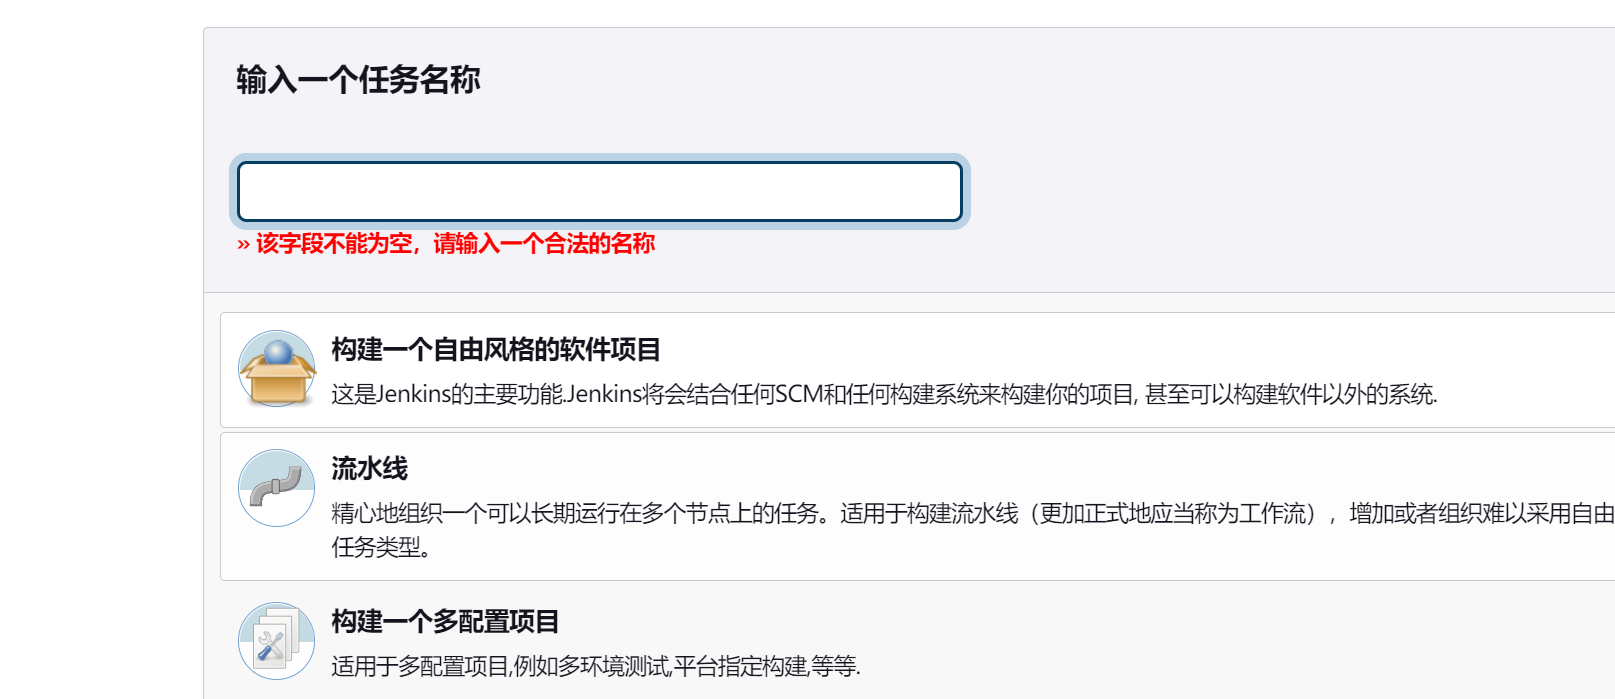 输入一个任务名称
» 该字段不能为空，请输入一个合法的名称
构建一个自由风格的软件项目
这是Jenkins的主要功能.Jenkins将会结合任何SCM和任何构建系统来构建你的项目, 甚至可以构建软件以外的系统.
流水线
精心地组织一个可以长期运行在多个节点上的任务。适用于构建流水线（更加正式地应当称为工作流），增加或者组织难以采用自由
任务类型。
构建一个多配置项目
适用于多配置项目,例如多环境测试,平台指定构建,等等.